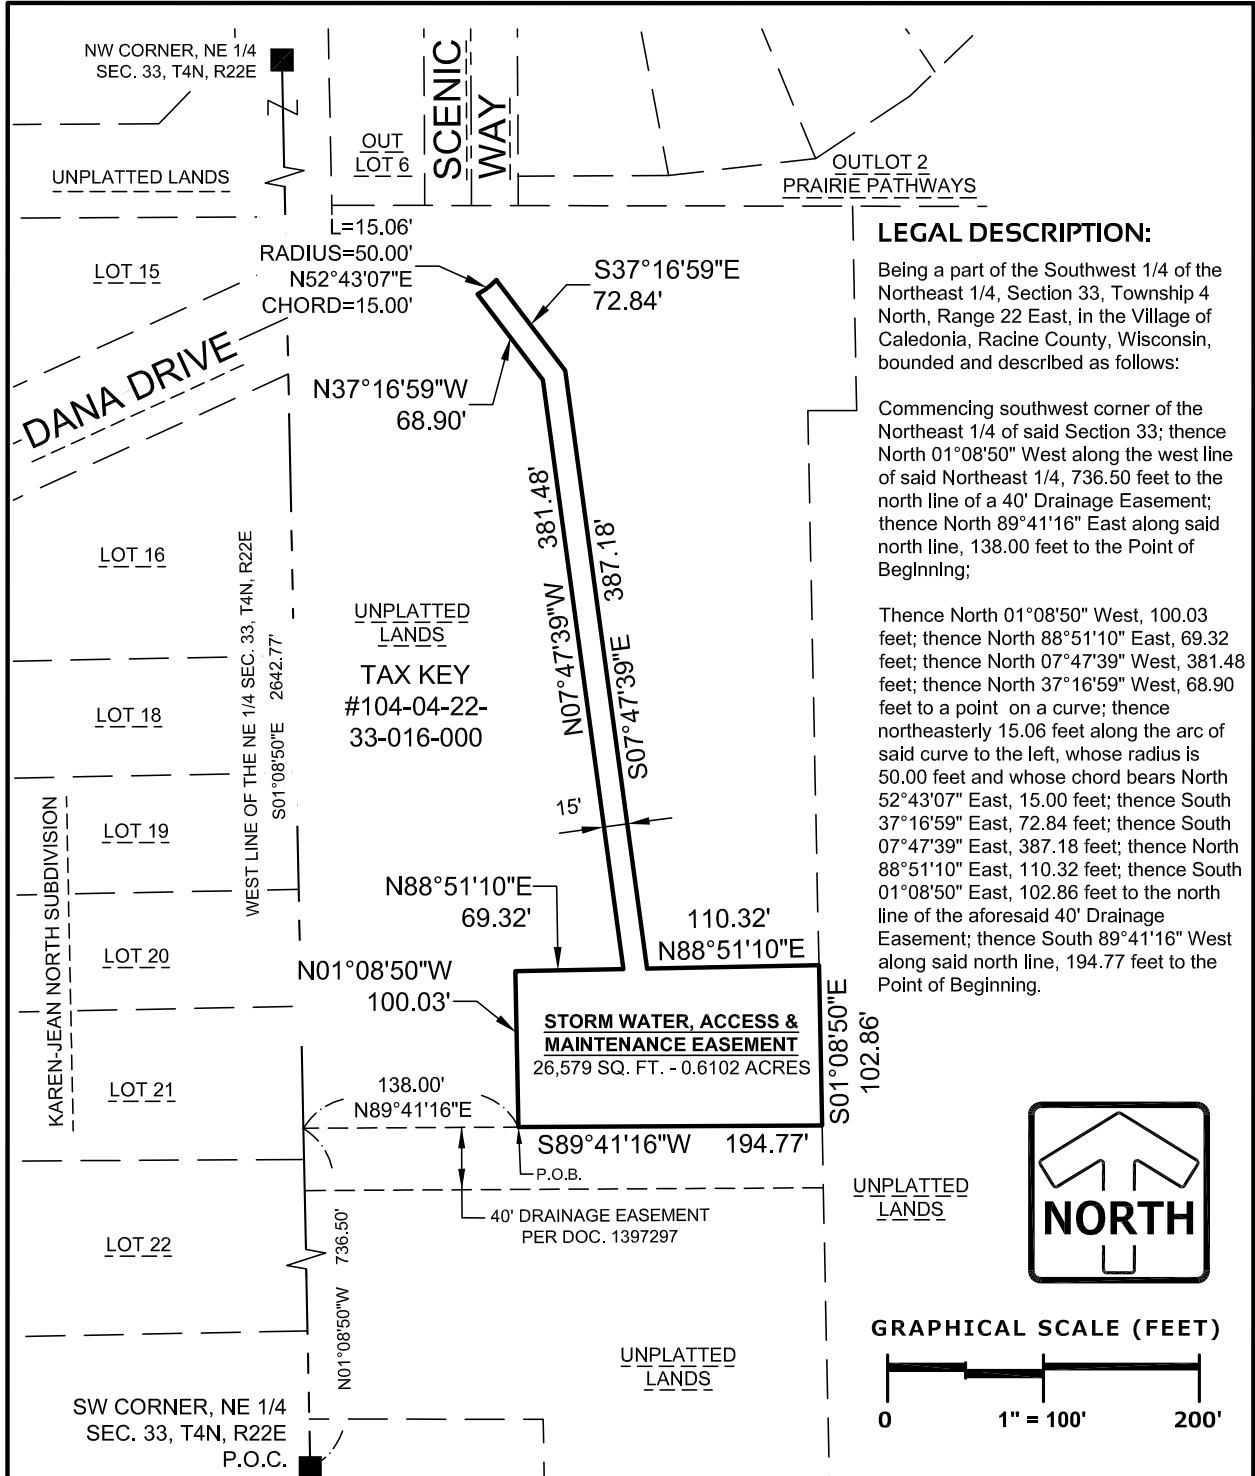 NW CORNER, NE 1/4
SEC. 33, T4N, R22E
SCENIC
WAY
OUT
LOT 6
UNPLATTED LANDS
OUTLOT 2
PRAIRIE PATHWAYS
L=15.06'
RADIUS=50.00'
N52°43'07"E
CHORD=15.00'
LOT 15
S37°16'59"E
72.84'
DANA DRIVE
N37°16'59"W
68.90'
LEGAL DESCRIPTION:
Being a part of the Southwest 1/4 of the
Northeast 1/4, Section 33, Township 4
North, Range 22 East, in the Village of
Caledonia, Racine County, Wisconsin,
bounded and described as follows:
Commencing southwest corner of the
Northeast 1/4 of said Section 33; thence
North 01°08'50" West along the west line
of said Northeast 1/4, 736.50 feet to the
north line of a 40' Drainage Easement;
thence North 89°41'16" East along said
north line, 138.00 feet to the Point of
Beginning;
Thence North 01°08'50" West, 100.03
feet; thence North 88°51'10" East, 69.32
feet; thence North 07°47'39" West, 381.48
feet; thence North 37°16'59" West, 68.90
feet to a point on a curve; thence
northeasterly 15.06 feet along the arc of
said curve to the left, whose radius is
50.00 feet and whose chord bears North
52°43'07" East, 15.00 feet; thence South
37°16'59" East, 72.84 feet; thence South
07°47'39" East, 387.18 feet; thence North
88°51'10" East, 110.32 feet; thence South
01°08'50" East, 102.86 feet to the north
line of the aforesaid 40' Drainage
Easement; thence South 89°41'16" West
along said north line, 194.77 feet to the
Point of Beginning.
N07°47'39"W 381.48'
S07°47'39"E 387.18'
LOT 16
WEST LINE OF THE NE 1/4 SEC. 33, T4N, R22E
S01°08'50"E 2642.77'
UNPLATTED
LANDS
TAX KEY
#104-04-22-
33-016-000
LOT 18
15'
LOT 19
KAREN-JEAN NORTH SUBDIVISION
N88°51'10"E
69.32'
110.32'
N88°51'10"E
LOT 20
N01°08'50"W
100.03'
STORM WATER, ACCESS &
MAINTENANCE EASEMENT
26,579 SQ. FT. - 0.6102 ACRES
S01°08'50"E
102.86'
LOT 21
138.00'
N89°41'16"E
S89°41'16"W 194.77'
P.O.B.
40' DRAINAGE EASEMENT
PER DOC. 1397297
UNPLATTED
LANDS
NORTH
LOT 22
N01°08'50"W 736.50'
UNPLATTED
LANDS
GRAPHICAL SCALE (FEET)
0 1" = 100' 200'
SW CORNER, NE 1/4
SEC. 33, T4N, R22E
P.O.C.